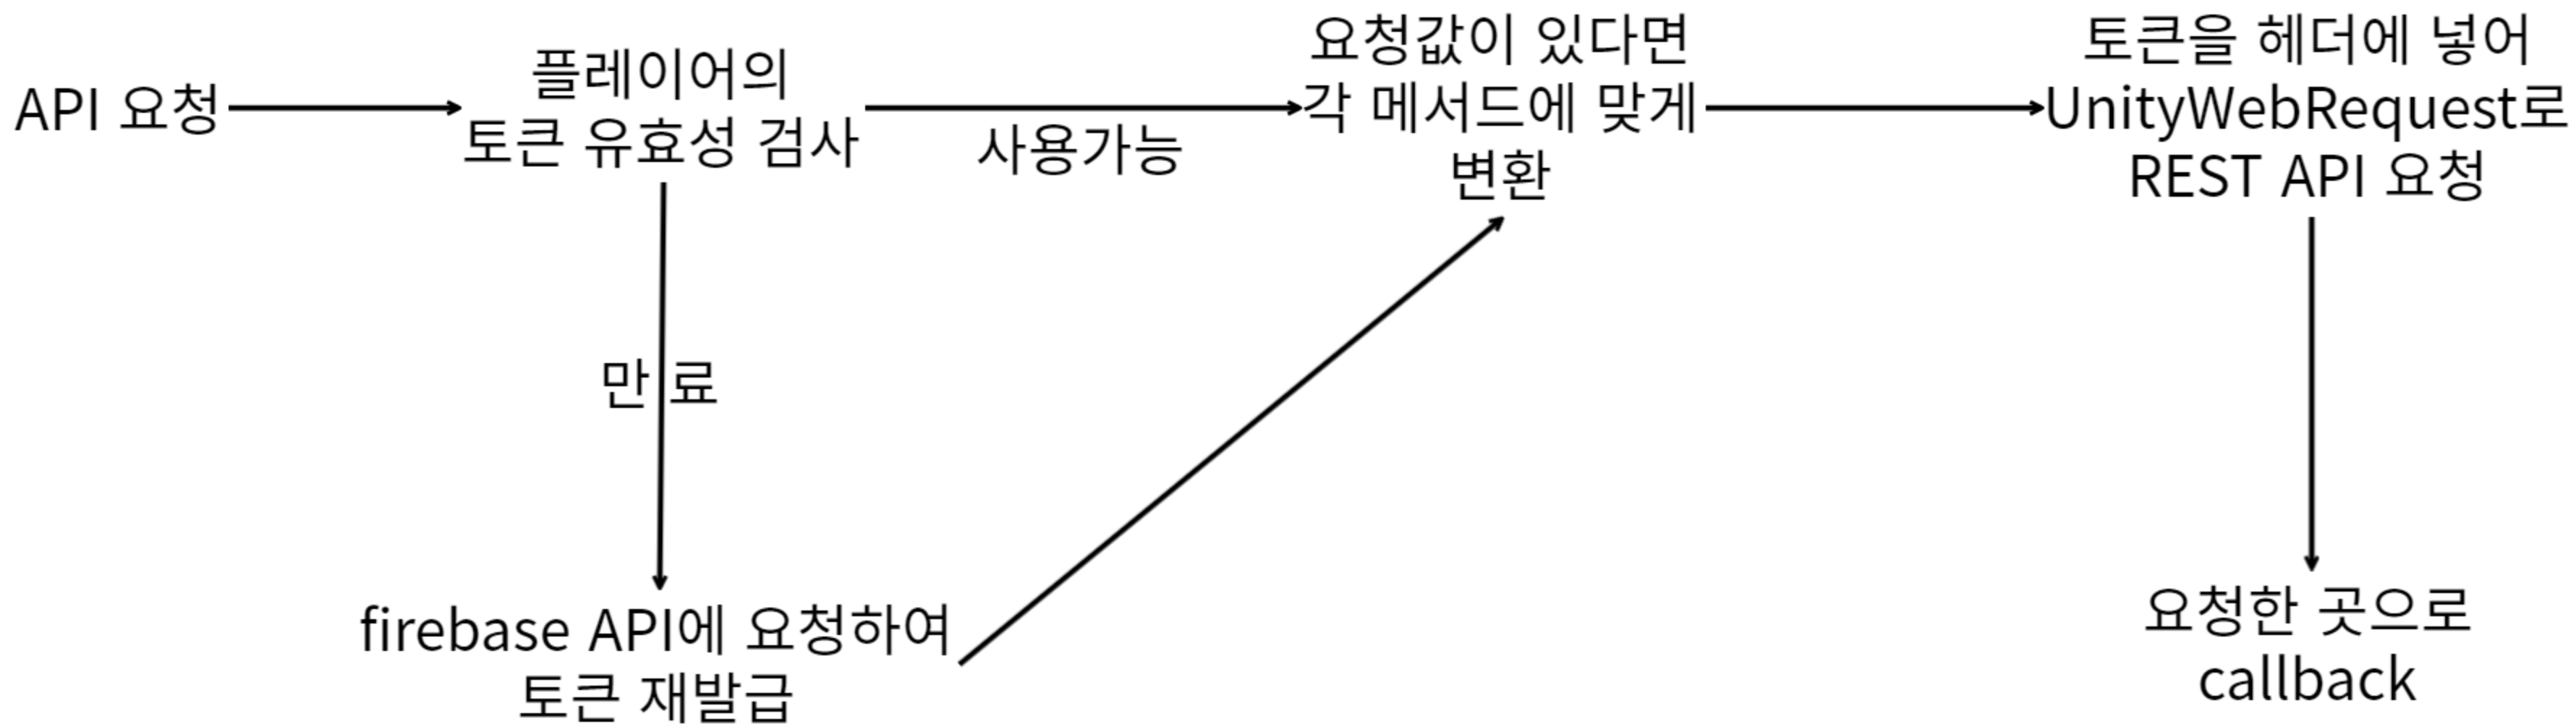 API 요청
플레이어의
토큰 유효성 검사
사용가능
요청값이 있다면
각 메서드에 맞게
변환
토큰을 헤더에 넣어
UnityWebRequest로
REST API 요청
만료
firebase API에 요청하여
토큰 재발급
요청한 곳으로
callback